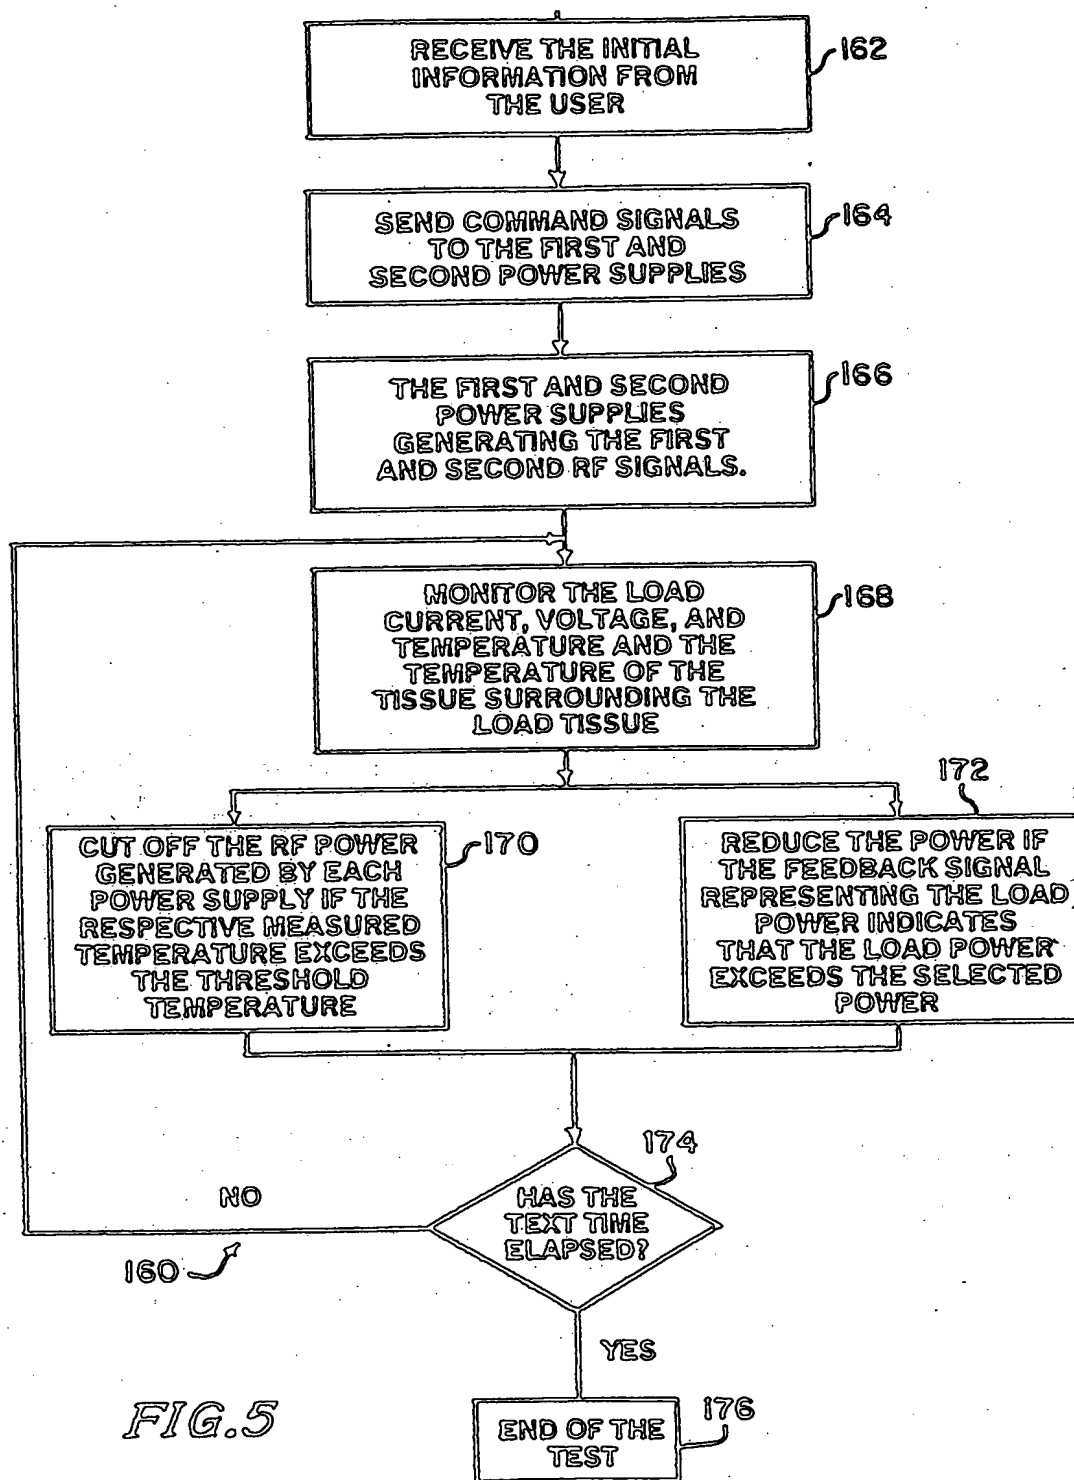 RECEIVE THE INITIAL
INFORMATION FROM
THE USER
162
SEND COMMAND SIGNALS
TO THE FIRST AND
SECOND POWER SUPPLIES
164
THE FIRST AND SECOND
POWER SUPPLIES
GENERATING THE FIRST
AND SECOND RF SIGNALS.
166
MONITOR THE LOAD
CURRENT, VOLTAGE, AND
TEMPERATURE AND THE
TEMPERATURE OF THE
TISSUE SURROUNDING THE
LOAD TISSUE
168
CUT OFF THE RF POWER
GENERATED BY EACH
POWER SUPPLY IF THE
RESPECTIVE MEASURED
TEMPERATURE EXCEEDS
THE THRESHOLD
TEMPERATURE
170
172
REDUCE THE POWER IF
THE FEEDBACK SIGNAL
REPRESENTING THE LOAD
POWER INDICATES
THAT THE LOAD POWER
EXCEEDS THE SELECTED
POWER
174
HAS THE
TEXT TIME
ELAPSED?
NO
160
YES
END OF THE
TEST
176
FIG.5